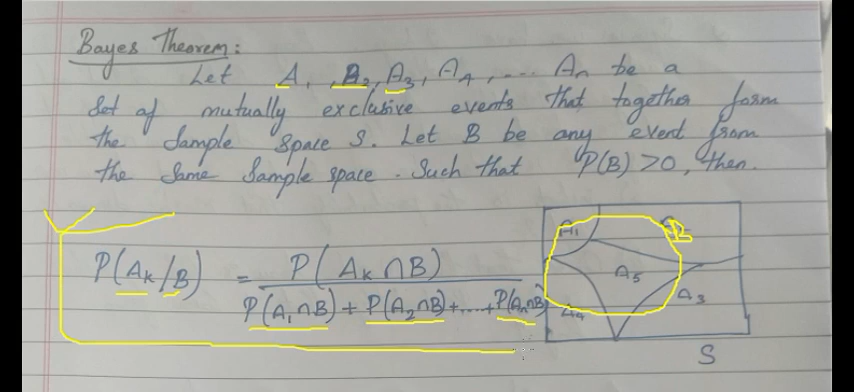 Bayes Theorem:
Let A₁, A₂, A₃, A₄, .... Aₙ be a
Set of mutually exclusive events that together form
the Sample Space S. Let B be any event from
the Same Sample space. Such that P(B) >0, then.
P(Aₖ/B) = P(Aₖ∩B)
P(A₁∩B) + P(A₂∩B) +....+ P(Aₙ∩B)
A₁ B
A₅
A₄ A₃
S